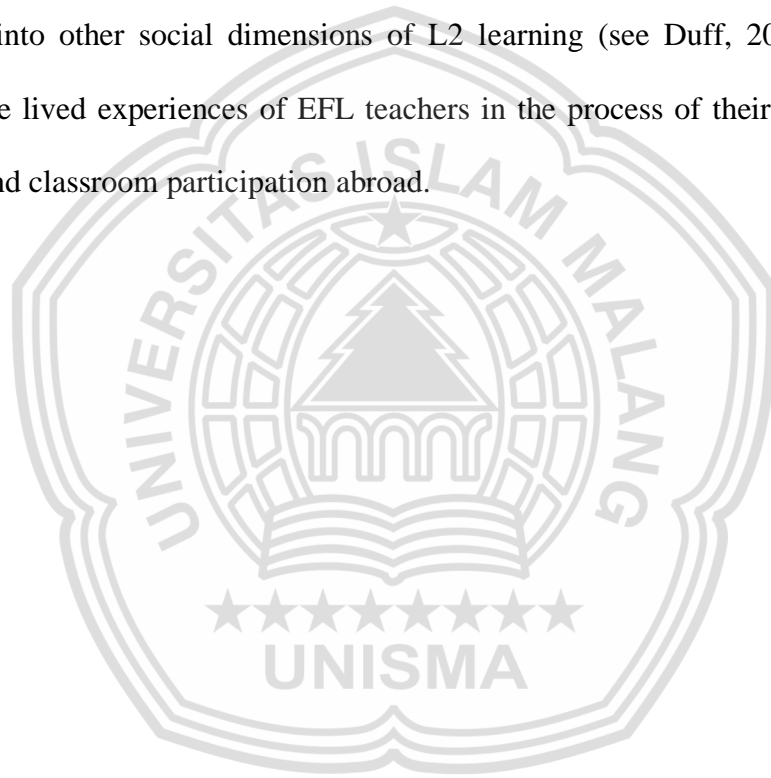 into other social dimensions of L2 learning (see Duff, 20
e lived experiences of EFL teachers in the process of their
nd classroom participation abroad.
UNIVERSITAS ISLAM MALANG
UNISMA